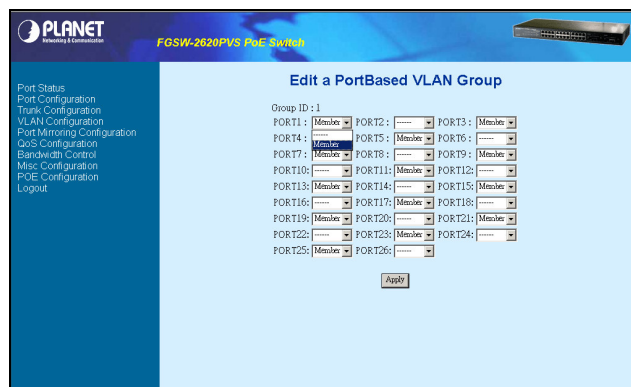 PLANET
Networking & Communication
FGSW-2620PVS PoE Switch
Port Status
Port Configuration
Trunk Configuration
VLAN Configuration
Port Mirroring Configuration
QoS Configuration
Bandwidth Control
Misc Configuration
POE Configuration
Logout
Edit a PortBased VLAN Group
Group ID : 1
PORT1 : Member PORT2 : ------ PORT3 : Member
------
Member
PORT4 : PORT5 : Member PORT6 : ------
PORT7 : Member PORT8 : ------ PORT9 : Member
PORT10: ------ PORT11: Member PORT12: ------
PORT13: Member PORT14: ------ PORT15: Member
PORT16: ------ PORT17: Member PORT18: ------
PORT19: Member PORT20: ------ PORT21: Member
PORT22: ------ PORT23: Member PORT24: ------
PORT25: Member PORT26: ------
Apply